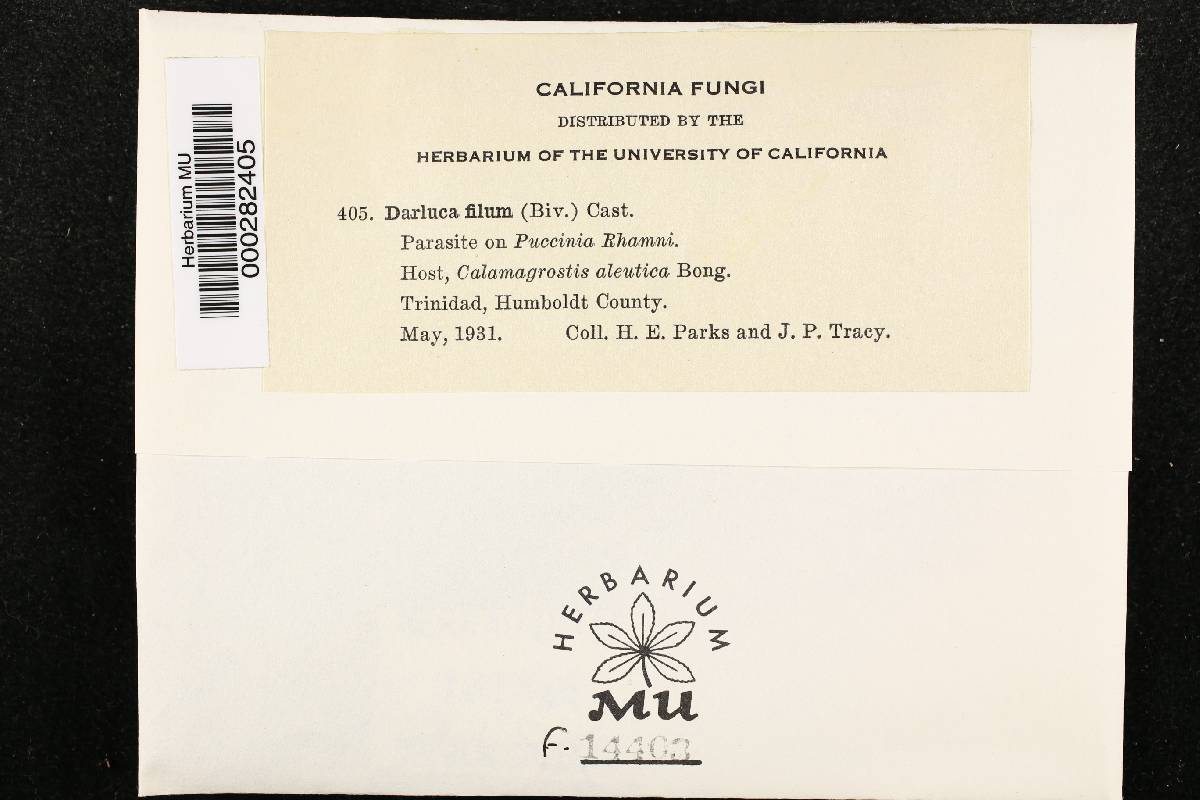 CALIFORNIA FUNGI
DISTRIBUTED BY THE
HERBARIUM OF THE UNIVERSITY OF CALIFORNIA
405. Darluca filum (Biv.) Cast.
Parasite on Puccinia Rhamni.
Host, Calamagrostis aleutica Bong.
Trinidad, Humboldt County.
May, 1931. Coll. H. E. Parks and J. P. Tracy.
Herbarium MU
000282405
HERBARIUM
MU
F. 14403